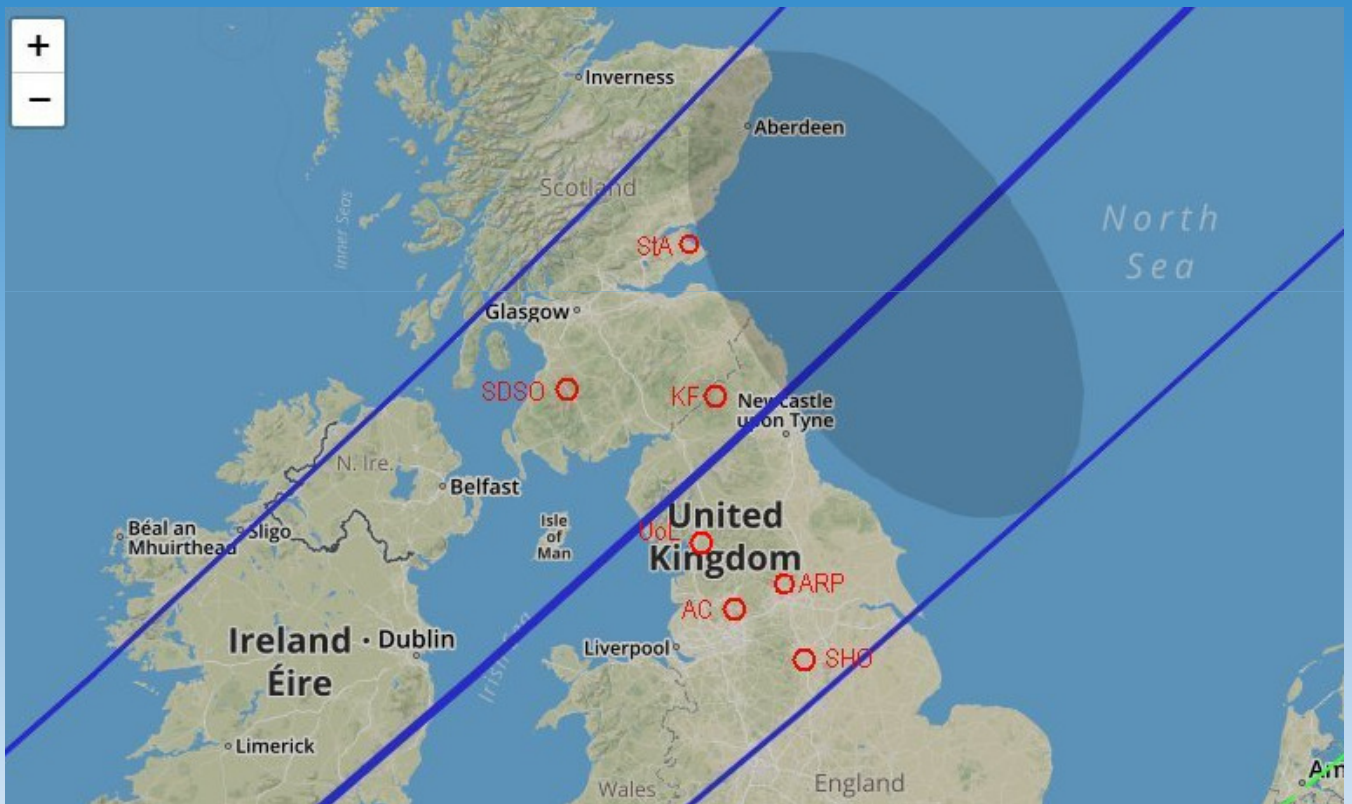 +
−
Inverness
Aberdeen
Scotland
Inner Seas
North
Sea
StA
Glasgow
SDSO
KF
Newcastle
upon Tyne
N. Ire.
Belfast
Béal an
Mhuirthead
Sligo
Isle
of
Man
UoL
United
Kingdom
ARP
AC
Ireland
Éire
Dublin
Liverpool
SHO
Irish Sea
Limerick
Wales
England
Am